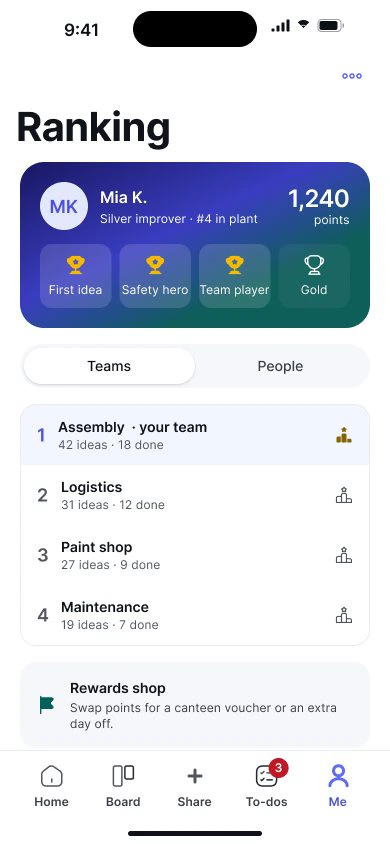 9:41
Ranking
MK
Mia K.
Silver improver · #4 in plant
1,240
points
First idea
Safety hero
Team player
Gold
Teams
People
1
Assembly · your team
42 ideas · 18 done
2
Logistics
31 ideas · 12 done
3
Paint shop
27 ideas · 9 done
4
Maintenance
19 ideas · 7 done
Rewards shop
Swap points for a canteen voucher or an extra
day off.
3
Home
Board
Share
To-dos
Me